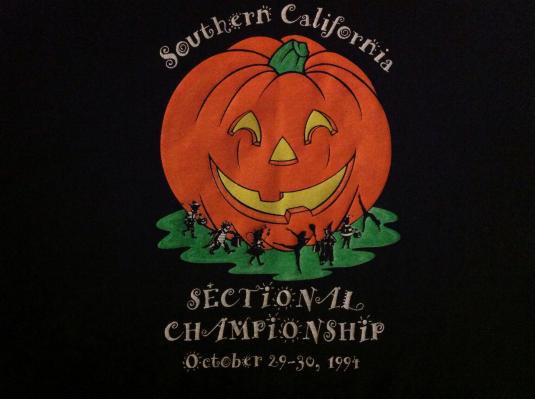 Southern California
SECTIONAL
CHAMPIONSHIP
October 29-30, 1994